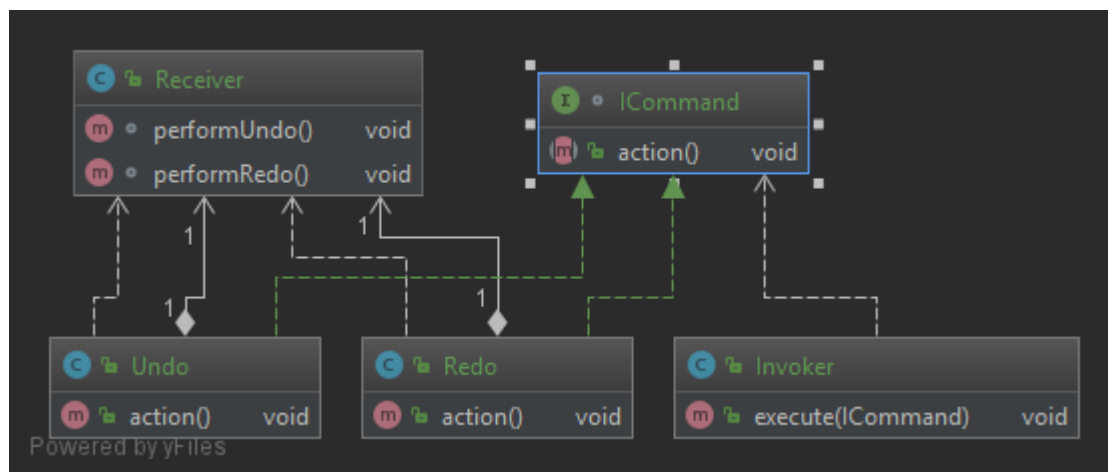 C Receiver
m performUndo() void
m performRedo() void
I ICommand
m action() void
1
1
1
1
C Undo
m action() void
C Redo
m action() void
C Invoker
m execute(ICommand) void
Powered by yFiles